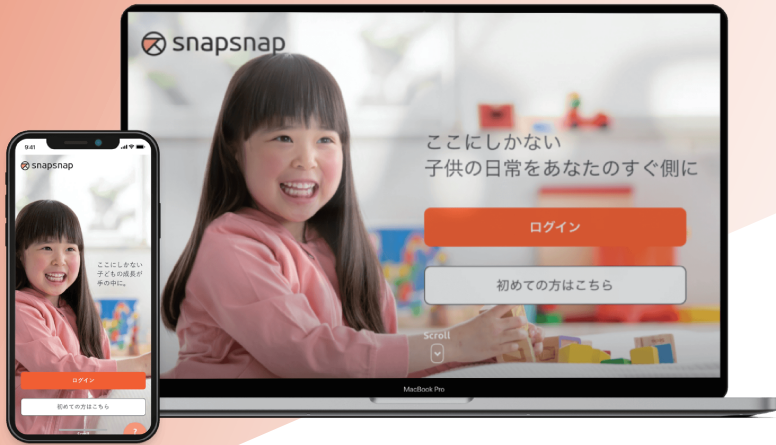 snapsnap
ここにしかない
子供の日常をあなたのすぐ側に
ログイン
初めての方はこちら
Scroll
MacBook Pro
9:41
snapsnap
ここにしかない
子どもの成長が
手の中に。
ログイン
初めての方はこちら
?